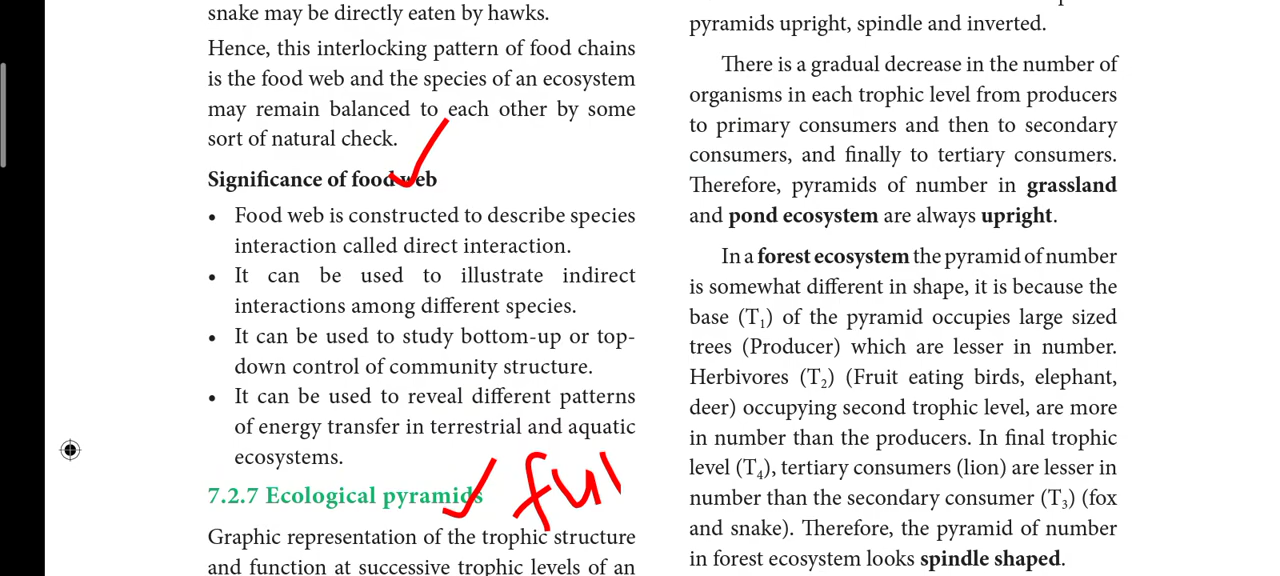 snake may be directly eaten by hawks.
Hence, this interlocking pattern of food chains
is the food web and the species of an ecosystem
may remain balanced to each other by some
sort of natural check.
Significance of food web
• Food web is constructed to describe species
interaction called direct interaction.
• It can be used to illustrate indirect
interactions among different species.
• It can be used to study bottom-up or top-
down control of community structure.
• It can be used to reveal different patterns
of energy transfer in terrestrial and aquatic
ecosystems.
7.2.7 Ecological pyramids
Graphic representation of the trophic structure
and function at successive trophic levels of an
pyramids upright, spindle and inverted.
There is a gradual decrease in the number of
organisms in each trophic level from producers
to primary consumers and then to secondary
consumers, and finally to tertiary consumers.
Therefore, pyramids of number in grassland
and pond ecosystem are always upright.
In a forest ecosystem the pyramid of number
is somewhat different in shape, it is because the
base (T₁) of the pyramid occupies large sized
trees (Producer) which are lesser in number.
Herbivores (T₂) (Fruit eating birds, elephant,
deer) occupying second trophic level, are more
in number than the producers. In final trophic
level (T₄), tertiary consumers (lion) are lesser in
number than the secondary consumer (T₃) (fox
and snake). Therefore, the pyramid of number
in forest ecosystem looks spindle shaped.